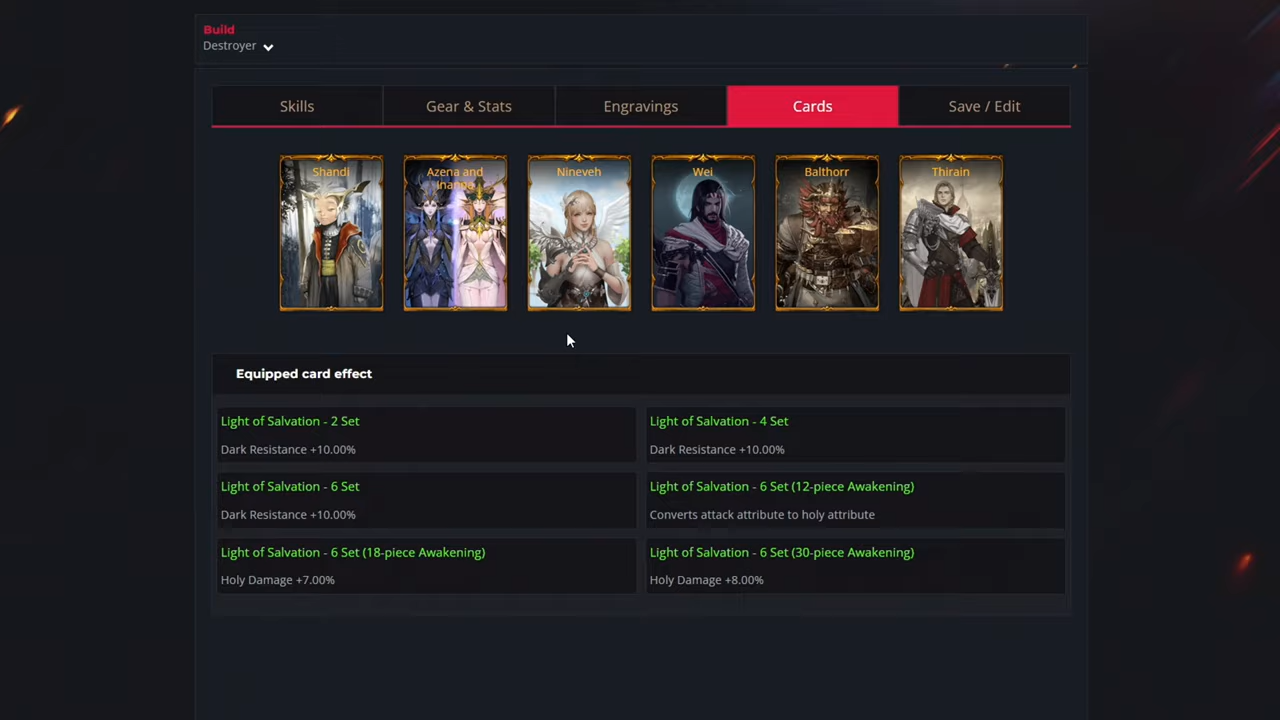 Build
Destroyer
Skills
Gear & Stats
Engravings
Cards
Save / Edit
Shandi
Azena and
Inanna
Nineveh
Wei
Balthorr
Thirain
Equipped card effect
Light of Salvation - 2 Set
Dark Resistance +10.00%
Light of Salvation - 4 Set
Dark Resistance +10.00%
Light of Salvation - 6 Set
Dark Resistance +10.00%
Light of Salvation - 6 Set (12-piece Awakening)
Converts attack attribute to holy attribute
Light of Salvation - 6 Set (18-piece Awakening)
Holy Damage +7.00%
Light of Salvation - 6 Set (30-piece Awakening)
Holy Damage +8.00%